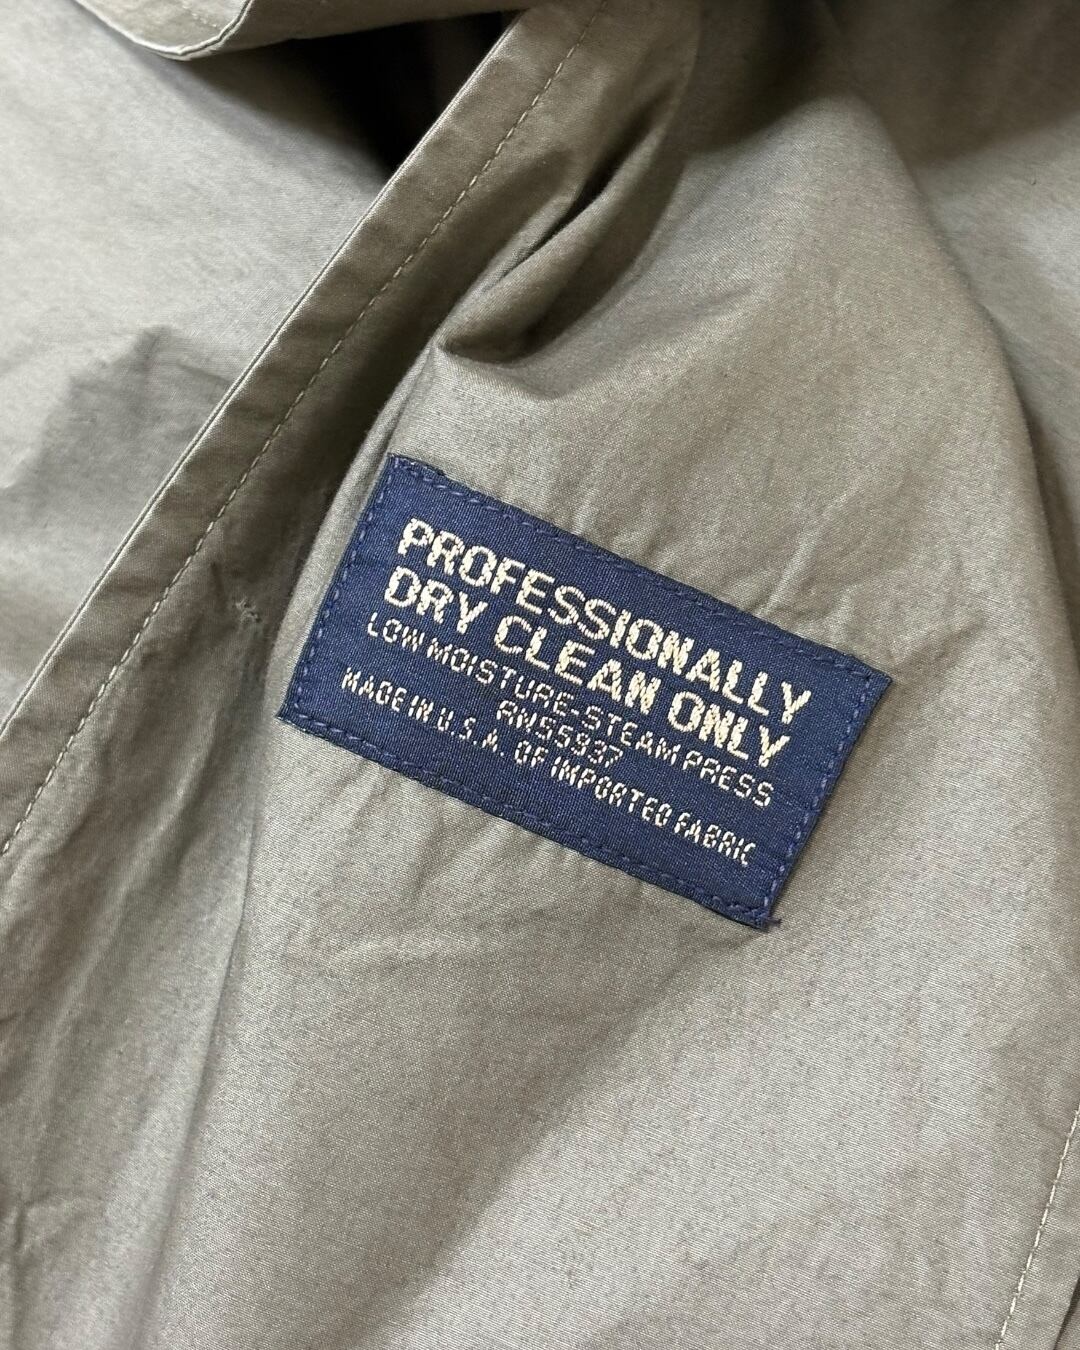 PROFESSIONALLY
DRY CLEAN ONLY
LOW MOISTURE-STEAM PRESS
RN55937
MADE IN U.S.A. OF IMPORTED FABRIC